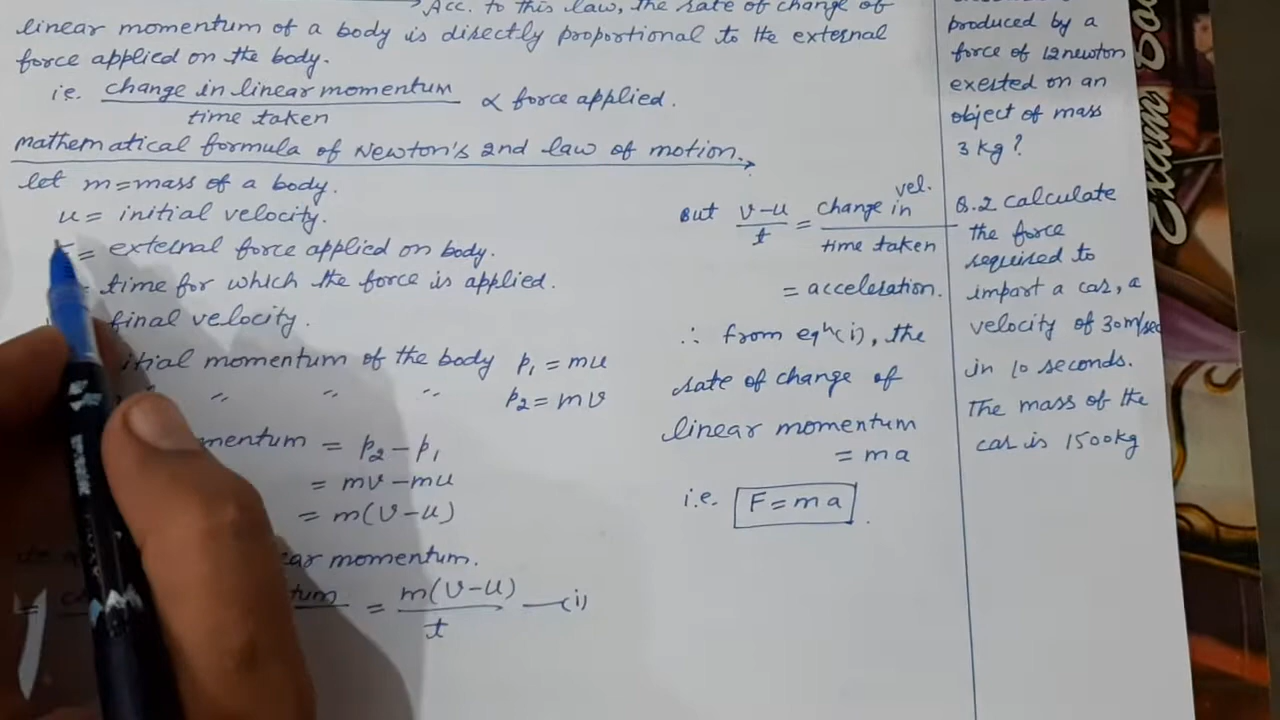 Acc. to this law, the rate of change of
linear momentum of a body is directly proportional to the external
force applied on the body.
i.e. change in linear momentum / time taken ∝ force applied.
Mathematical formula of Newton's 2nd law of motion.
let m = mass of a body.
u = initial velocity.
= external force applied on body.
= time for which the force is applied.
final velocity.
itial momentum of the body p₁ = mu
〃 〃 〃 p₂ = mv
mentum = p₂ - p₁
= mv - mu
= m(v-u)
ear momentum.
tum = m(v-u) / t —(i)
But v-u / t = change in vel. / time taken
= acceleration.
∴ from eqⁿ(i), the
rate of change of
linear momentum
= ma
i.e. F = ma
produced by a
force of 12 newton
exerted on an
object of mass
3 kg?
Q.2 calculate
the force
required to
impart a car, a
velocity of 30m/sec
in 10 seconds.
The mass of the
car is 1500kg
Exam